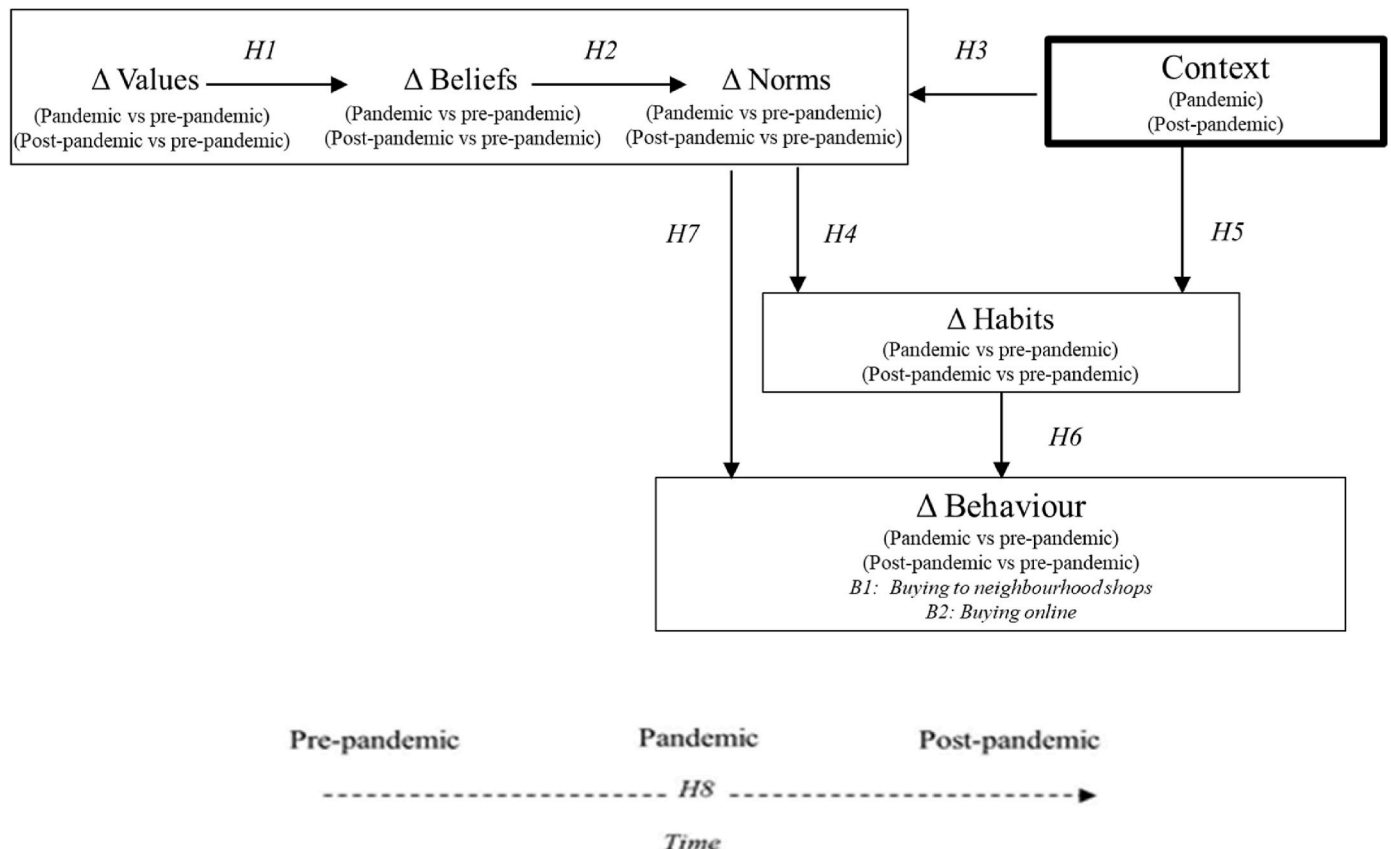 H1
H2
H3
Δ Values
Δ Beliefs
Δ Norms
Context
(Pandemic vs pre-pandemic)
(Post-pandemic vs pre-pandemic)
(Pandemic vs pre-pandemic)
(Post-pandemic vs pre-pandemic)
(Pandemic vs pre-pandemic)
(Post-pandemic vs pre-pandemic)
(Pandemic)
(Post-pandemic)
H7
H4
H5
Δ Habits
(Pandemic vs pre-pandemic)
(Post-pandemic vs pre-pandemic)
H6
Δ Behaviour
(Pandemic vs pre-pandemic)
(Post-pandemic vs pre-pandemic)
B1: Buying to neighbourhood shops
B2: Buying online
Pre-pandemic
Pandemic
Post-pandemic
H8
Time